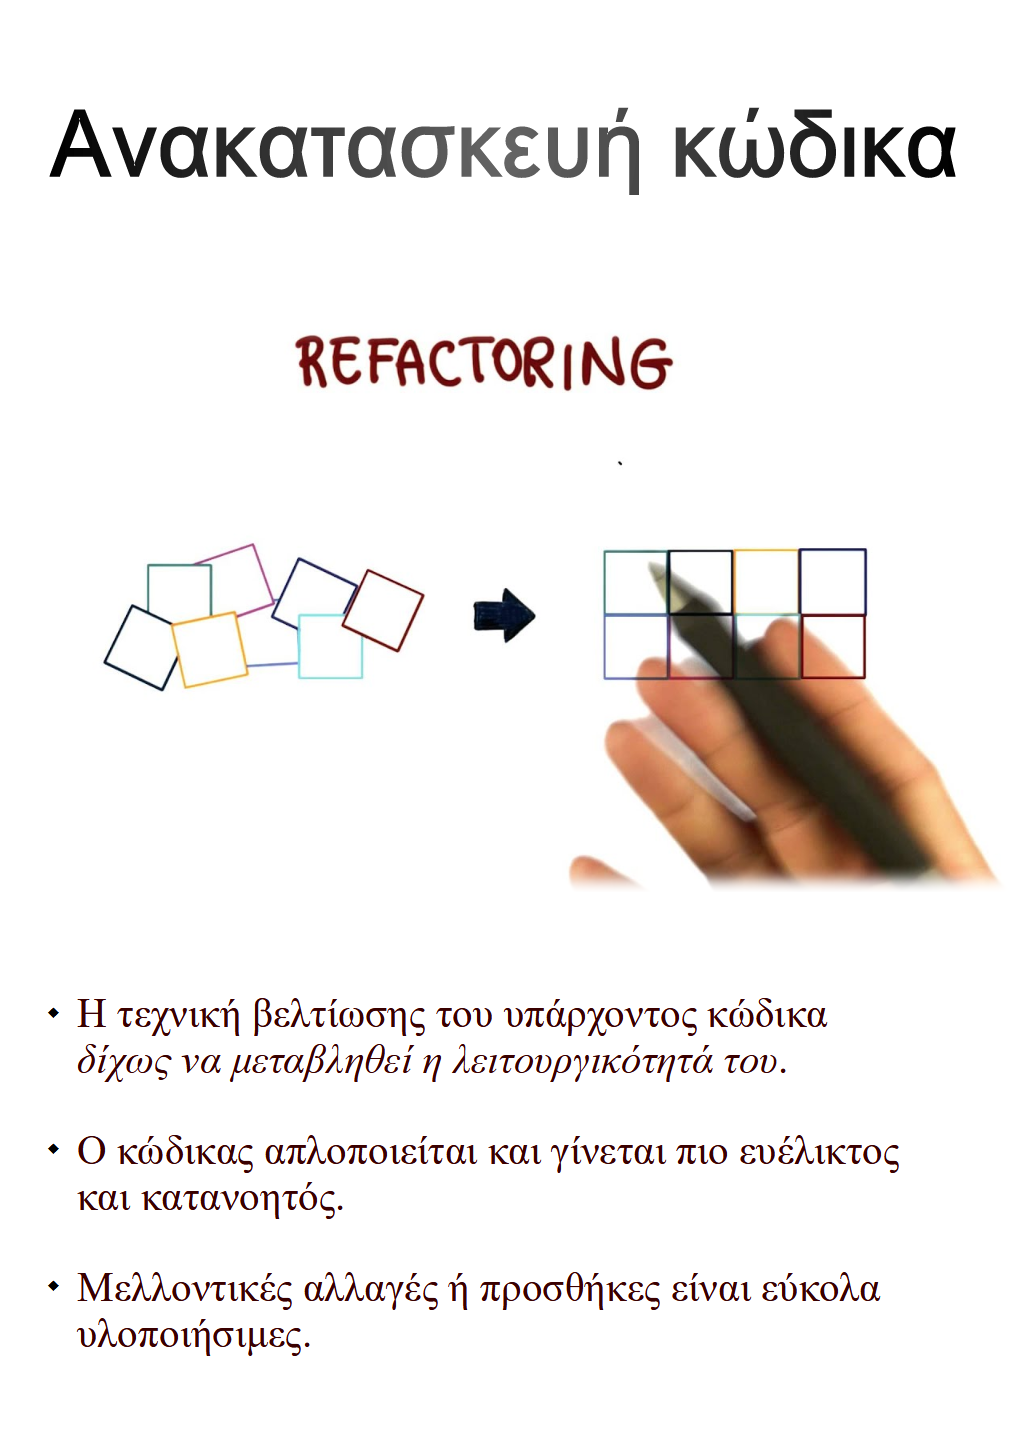 Ανακατασκευή κώδικα
REFACTORING
• Η τεχνική βελτίωσης του υπάρχοντος κώδικα
δίχως να μεταβληθεί η λειτουργικότητά του.
• Ο κώδικας απλοποιείται και γίνεται πιο ευέλικτος
και κατανοητός.
• Μελλοντικές αλλαγές ή προσθήκες είναι εύκολα
υλοποιήσιμες.